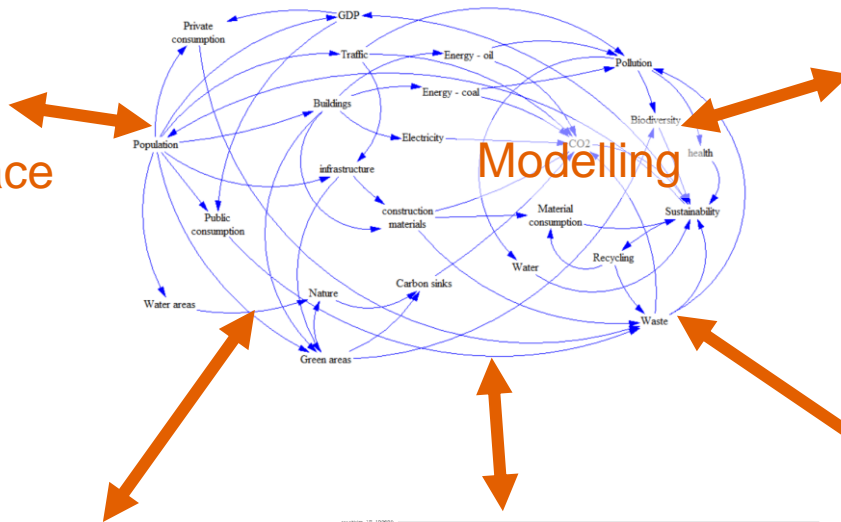 GDP
Private
consumption
Traffic
Energy - oil
Pollution
Energy - coal
Buildings
Biodiversity
Population
Electricity
CO2
health
Modelling
ace
infrastructure
Public
consumption
construction
materials
Material
consumption
Sustainability
Water
Recycling
Carbon sinks
Nature
Water areas
Waste
Green areas